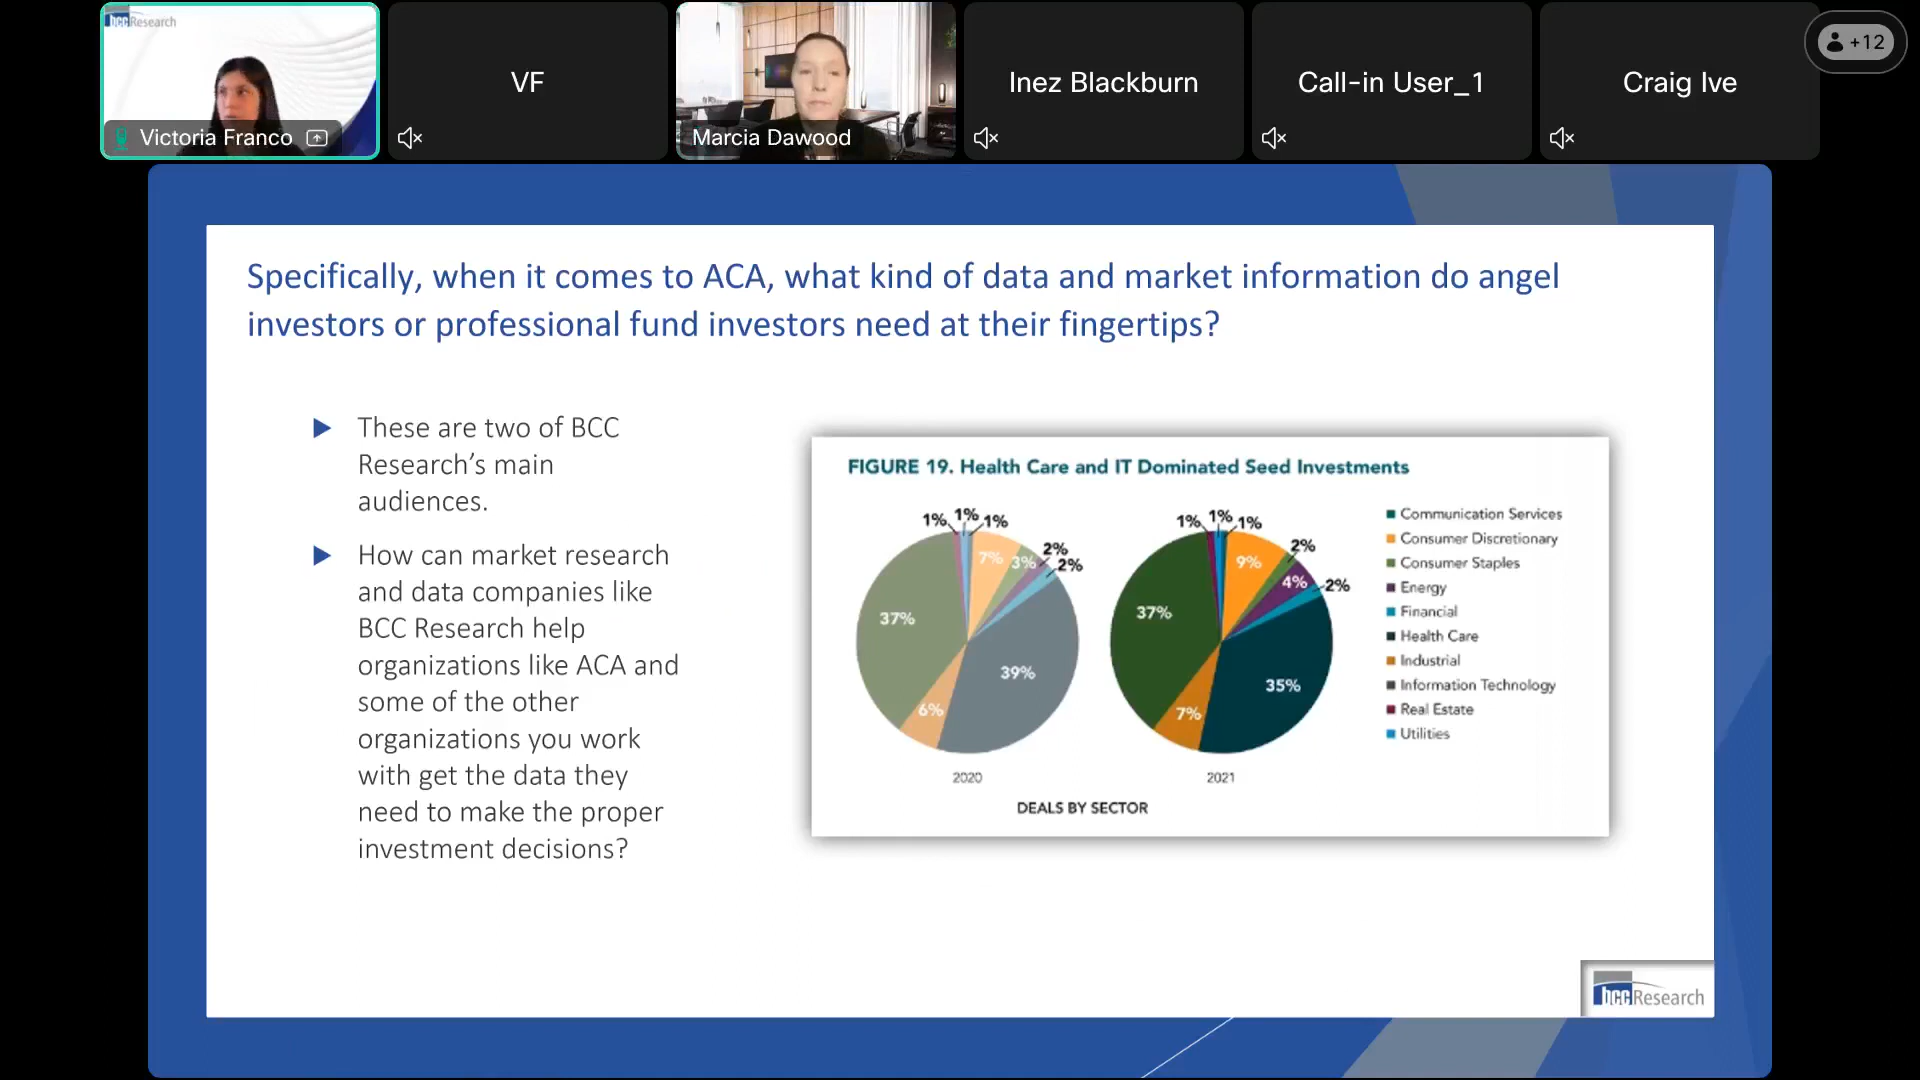 bccResearch
Victoria Franco
VF
Marcia Dawood
Inez Blackburn
Call-in User_1
Craig Ive
+12
Specifically, when it comes to ACA, what kind of data and market information do angel
investors or professional fund investors need at their fingertips?
These are two of BCC
Research’s main
audiences.
How can market research
and data companies like
BCC Research help
organizations like ACA and
some of the other
organizations you work
with get the data they
need to make the proper
investment decisions?
FIGURE 19. Health Care and IT Dominated Seed Investments
1% 1% 1%
7% 3% 2%
2%
37%
39%
6%
2020
1% 1% 1%
9% 2%
4% 2%
37%
35%
7%
2021
DEALS BY SECTOR
Communication Services
Consumer Discretionary
Consumer Staples
Energy
Financial
Health Care
Industrial
Information Technology
Real Estate
Utilities
bccResearch